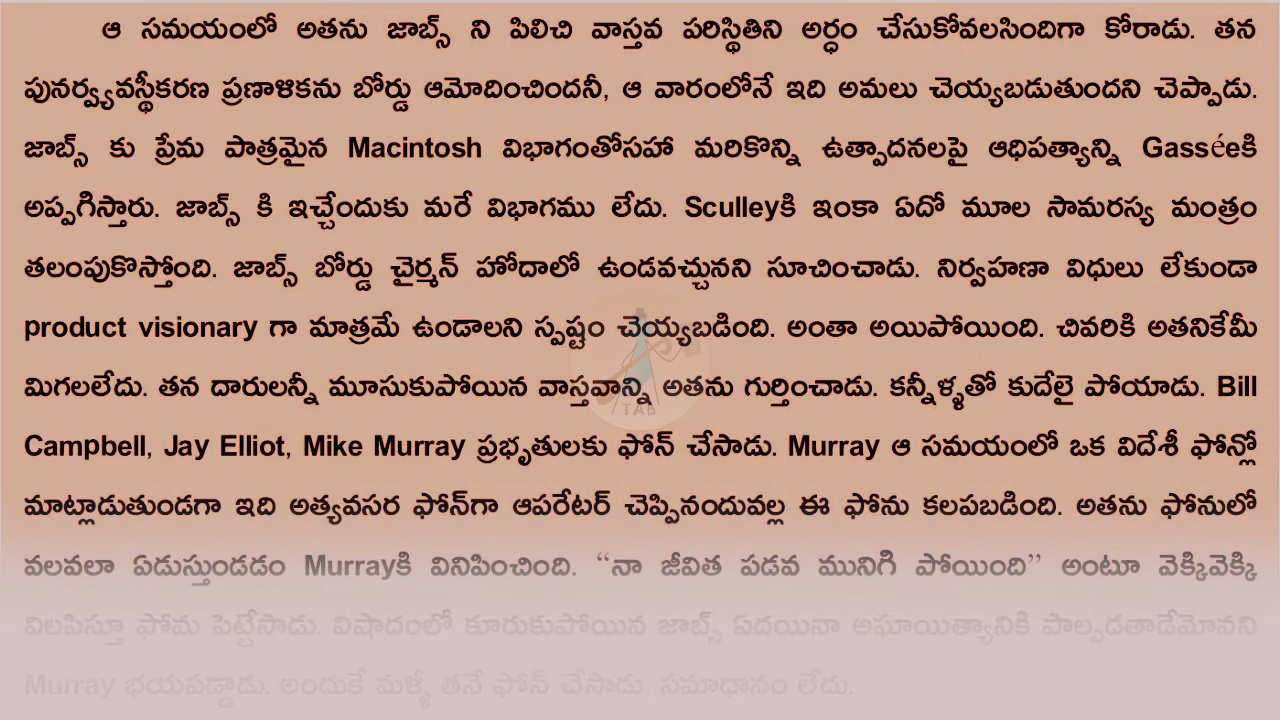 ఆ సమయంలో అతను జాబ్స్ ని పిలిచి వాస్తవ పరిస్థితిని అర్ధం చేసుకోవలసిందిగా కోరాడు. తన
పునర్వ్యవస్థీకరణ ప్రణాళికను బోర్డు ఆమోదించిందనీ, ఆ వారంలోనే ఇది అమలు చెయ్యబడుతుందని చెప్పాడు.
జాబ్స్ కు ప్రేమ పాత్రమైన Macintosh విభాగంతోసహా మరికొన్ని ఉత్పాదనలపై ఆధిపత్యాన్ని Gasséeకి
అప్పగిస్తారు. జాబ్స్ కి ఇచ్చేందుకు మరే విభాగము లేదు. Sculleyకి ఇంకా ఏదో మూల సామరస్య మంత్రం
తలంపుకొస్తోంది. జాబ్స్ బోర్డు చైర్మన్ హోదాలో ఉండవచ్చునని సూచించాడు. నిర్వహణా విధులు లేకుండా
product visionary గా మాత్రమే ఉండాలని స్పష్టం చెయ్యబడింది. అంతా అయిపోయింది. చివరికి అతనికేమీ
మిగలలేదు. తన దారులన్నీ మూసుకుపోయిన వాస్తవాన్ని అతను గుర్తించాడు. కన్నీళ్ళతో కుదేలై పోయాడు. Bill
Campbell, Jay Elliot, Mike Murray ప్రభృతులకు ఫోన్ చేసాడు. Murray ఆ సమయంలో ఒక విదేశీ ఫోన్లో
మాట్లాడుతుండగా ఇది అత్యవసర ఫోన్‌గా ఆపరేటర్ చెప్పినందువల్ల ఈ ఫోను కలపబడింది. అతను ఫోనులో
వలవలా ఏడుస్తుండడం Murrayకి వినిపించింది. “నా జీవిత పడవ మునిగి పోయింది” అంటూ వెక్కివెక్కి
విలపిస్తూ ఫోను పెట్టేసాడు. విషాదంలో కూరుకుపోయిన జాబ్స్ ఏదయినా అఘాయిత్యానికి పాల్పడతాడేమోనని
Murray భయపడ్డాడు. అందుకే మళ్ళీ తనే ఫోన్ చేసాడు. సమాధానం లేదు.
TAB